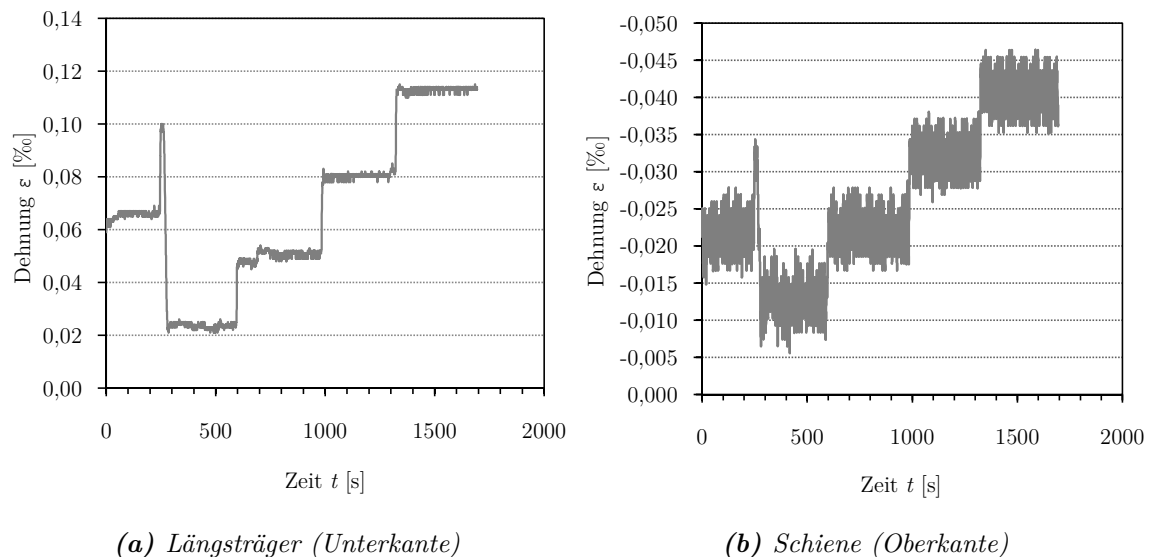 0,14
0,12
0,10
0,08
0,06
0,04
0,02
0,00
Dehnung ε [‰]
0 500 1000 1500 2000
Zeit t [s]
(a) Längsträger (Unterkante)
-0,050
-0,045
-0,040
-0,035
-0,030
-0,025
-0,020
-0,015
-0,010
-0,005
0,000
Dehnung ε [‰]
0 500 1000 1500 2000
Zeit t [s]
(b) Schiene (Oberkante)